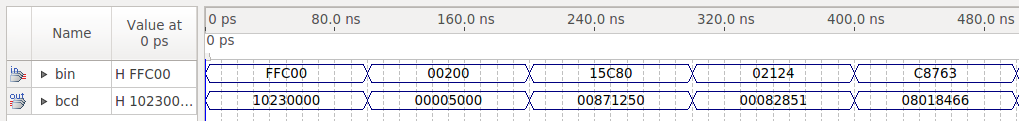 Name Value at 0 ps 0 ps 80.0 ns 160.0 ns 240.0 ns 320.0 ns 400.0 ns 480.0 ns
0 ps
in bin H FFC00 FFC00 00200 15C80 02124 C8763
out bcd H 102300... 10230000 00005000 00871250 00082851 08018466